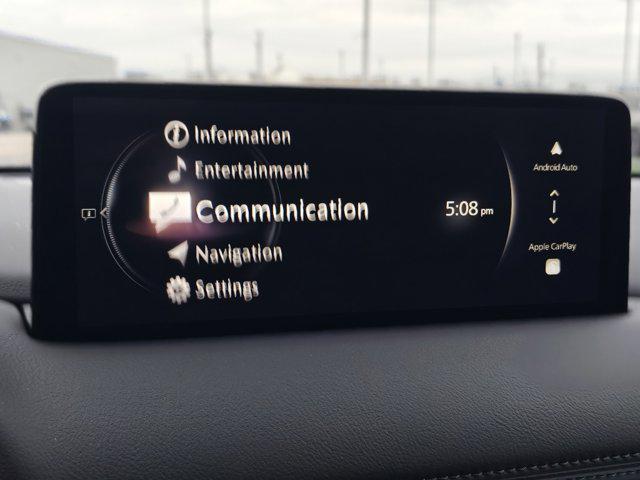 Information
Entertainment
Communication
Navigation
Settings
5:08 pm
Android Auto
Apple CarPlay